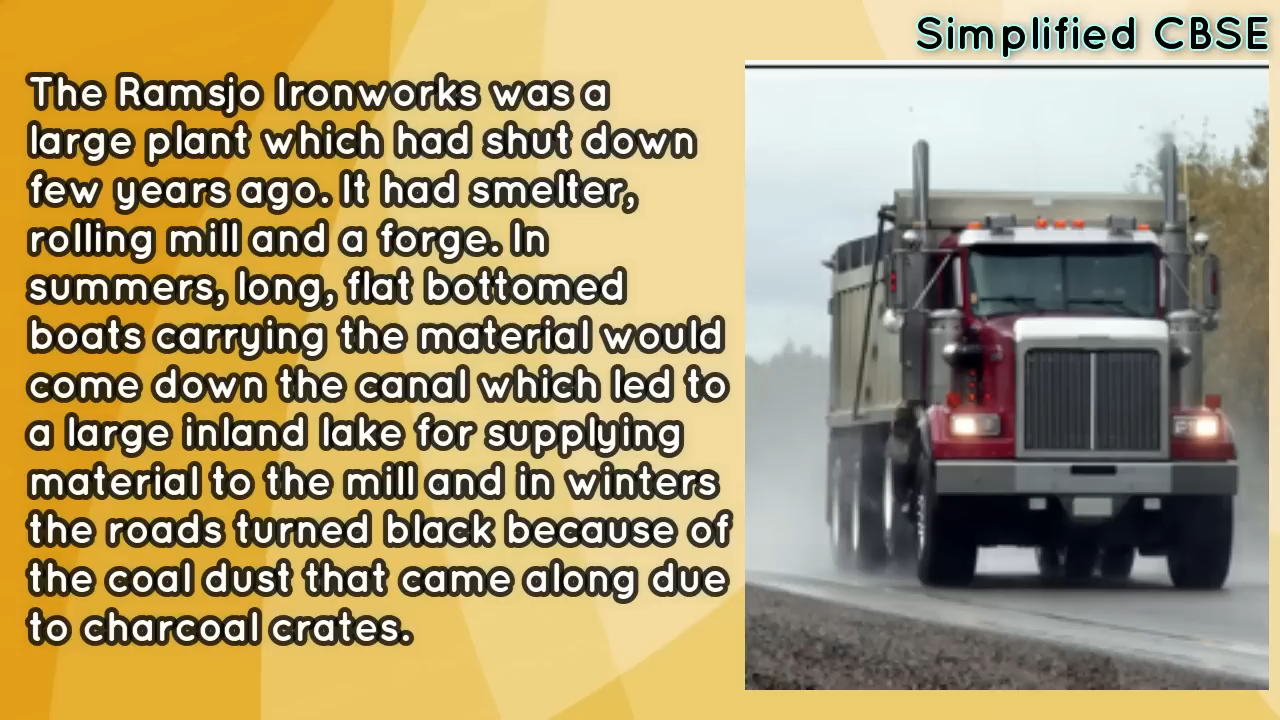 Simplified CBSE
The Ramsjo Ironworks was a
large plant which had shut down
few years ago. It had smelter,
rolling mill and a forge. In
summers, long, flat bottomed
boats carrying the material would
come down the canal which led to
a large inland lake for supplying
material to the mill and in winters
the roads turned black because of
the coal dust that came along due
to charcoal crates.